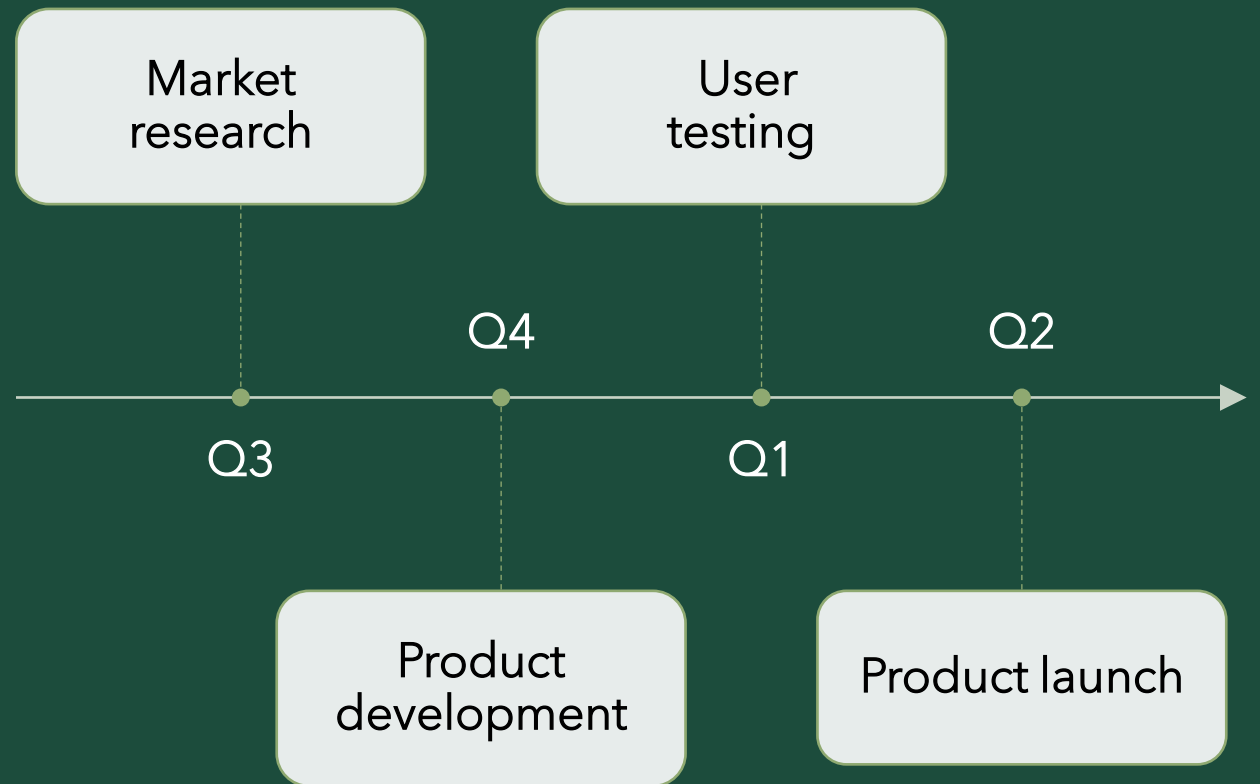 Market
research
User
testing
Q4
Q2
Q3
Q1
Product
development
Product launch